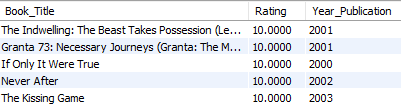 Book_Title Rating Year_Publication
The Indwelling: The Beast Takes Possession (Le... 10.0000 2001
Granta 73: Necessary Journeys (Granta: The M... 10.0000 2001
If Only It Were True 10.0000 2000
Never After 10.0000 2002
The Kissing Game 10.0000 2003